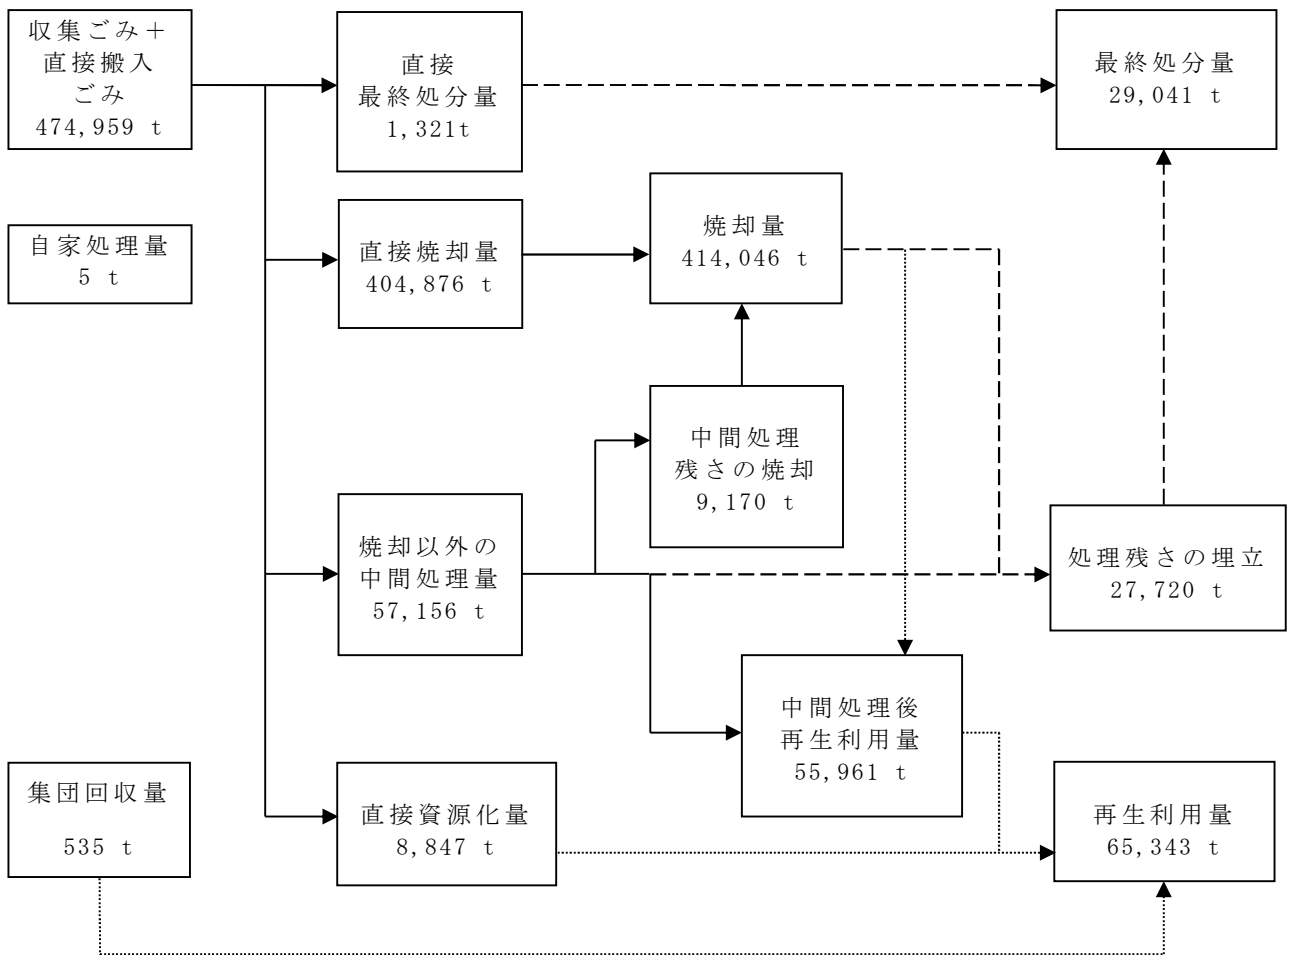 収集ごみ＋
直接搬入
ごみ
474,959 t
直接
最終処分量
1,321t
最終処分量
29,041 t
自家処理量
5 t
直接焼却量
404,876 t
焼却量
414,046 t
中間処理
残さの焼却
9,170 t
焼却以外の
中間処理量
57,156 t
処理残さの埋立
27,720 t
中間処理後
再生利用量
55,961 t
集団回収量
535 t
直接資源化量
8,847 t
再生利用量
65,343 t